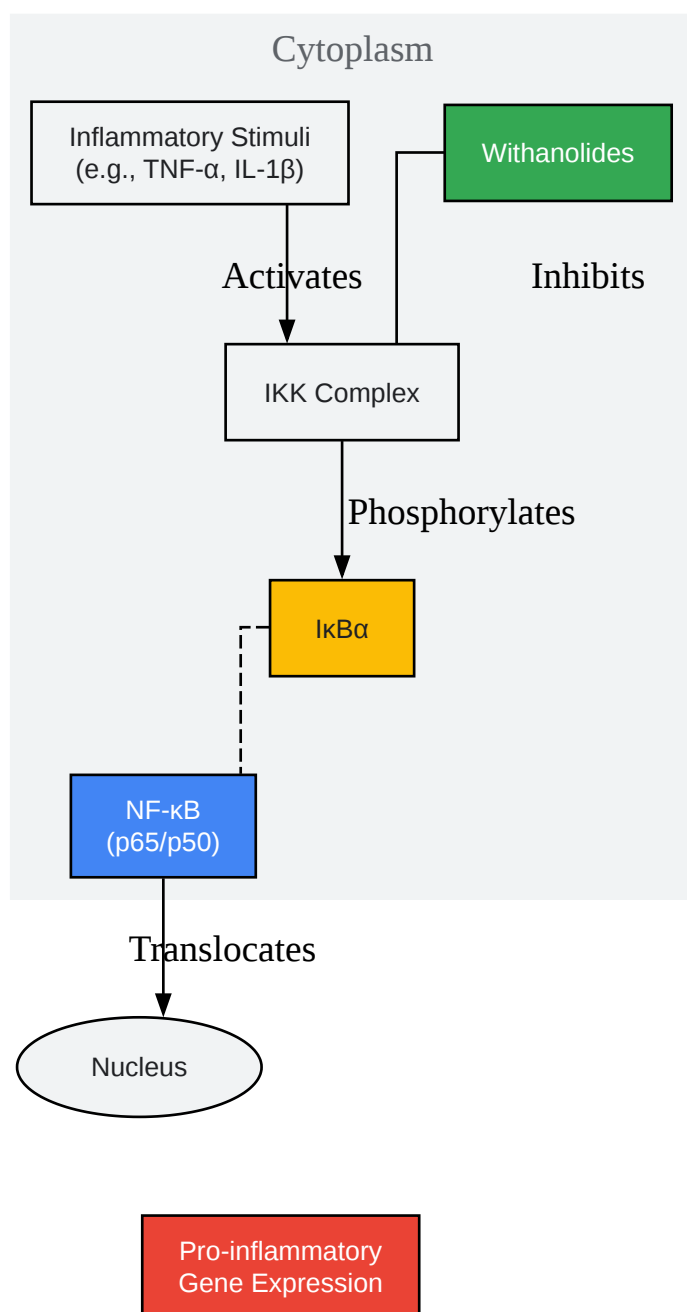 Cytoplasm
Inflammatory Stimuli
(e.g., TNF-α, IL-1β)
Withanolides
Activates
Inhibits
IKK Complex
Phosphorylates
IκBα
NF-κB
(p65/p50)
Translocates
Nucleus
Pro-inflammatory
Gene Expression